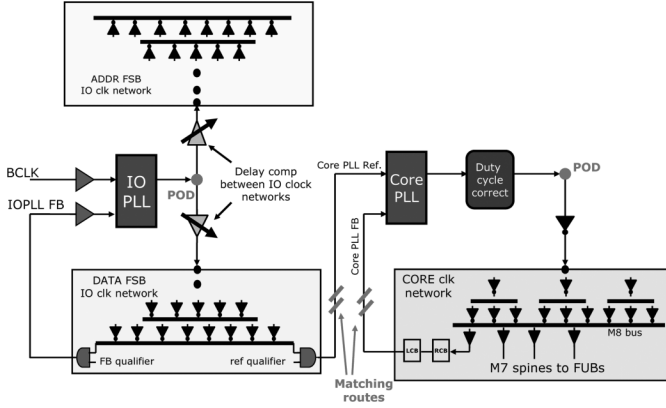 ADDR FSB
IO clk network
BCLK
IOPLL FB
IO
PLL
POD
Delay comp
between IO clock
networks
Core PLL Ref.
Core PLL FB
Core
PLL
Duty
cycle
correct
POD
DATA FSB
IO clk network
FB qualifier
ref qualifier
Matching
routes
CORE clk
network
M8 bus
LCB
RCB
M7 spines to FUBs